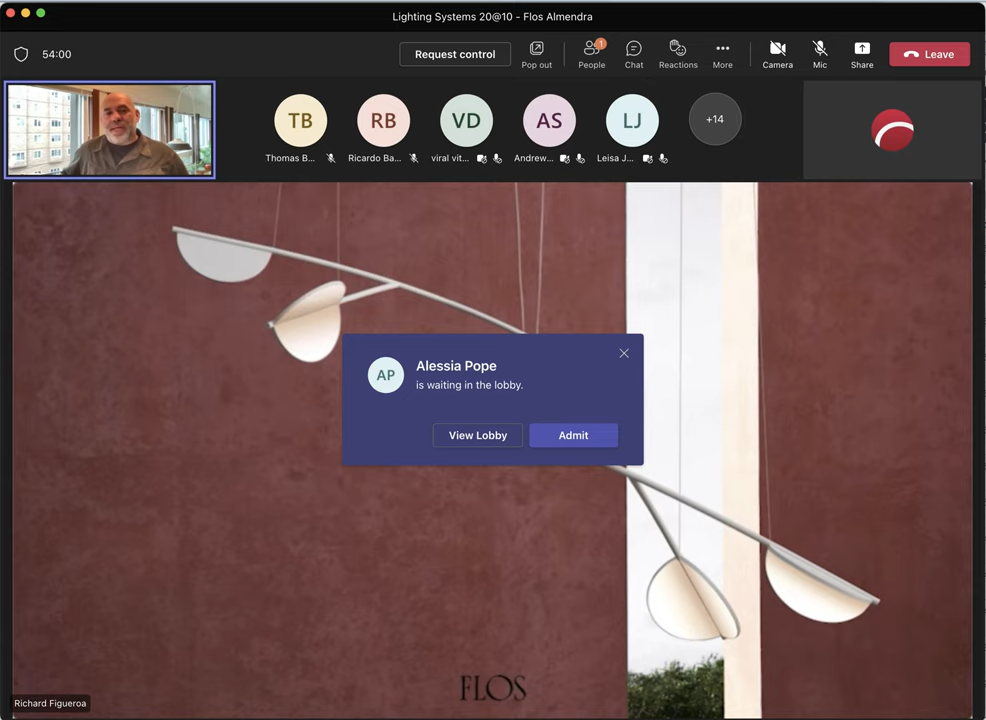 Lighting Systems 20@10 - Flos Almendra
54:00
Request control
Pop out
1
People
Chat
Reactions
More
Camera
Mic
Share
Leave
TB
RB
VD
AS
LJ
+14
Thomas B...
Ricardo Ba...
viral vit...
Andrew...
Leisa J...
Alessia Pope
AP
is waiting in the lobby.
View Lobby
Admit
FLOS
Richard Figueroa